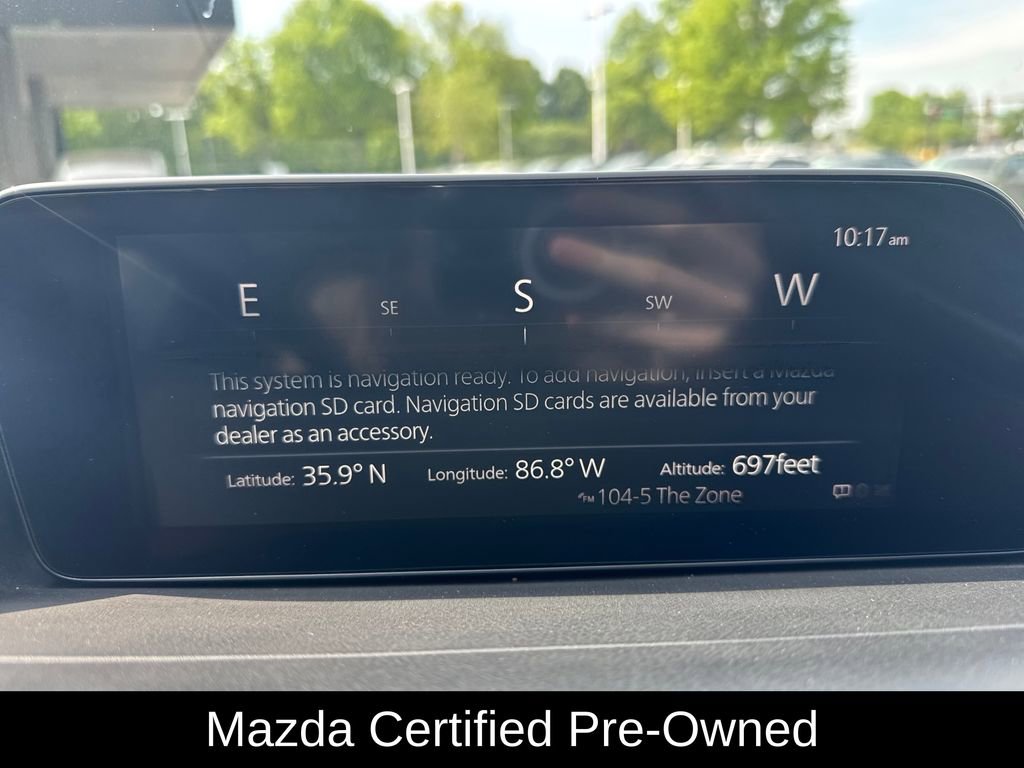 10:17am
E SE S SW W
This system is navigation ready. To add navigation, insert a Mazda
navigation SD card. Navigation SD cards are available from your
dealer as an accessory.
Latitude: 35.9° N Longitude: 86.8° W Altitude: 697feet
FM 104-5 The Zone
Mazda Certified Pre-Owned